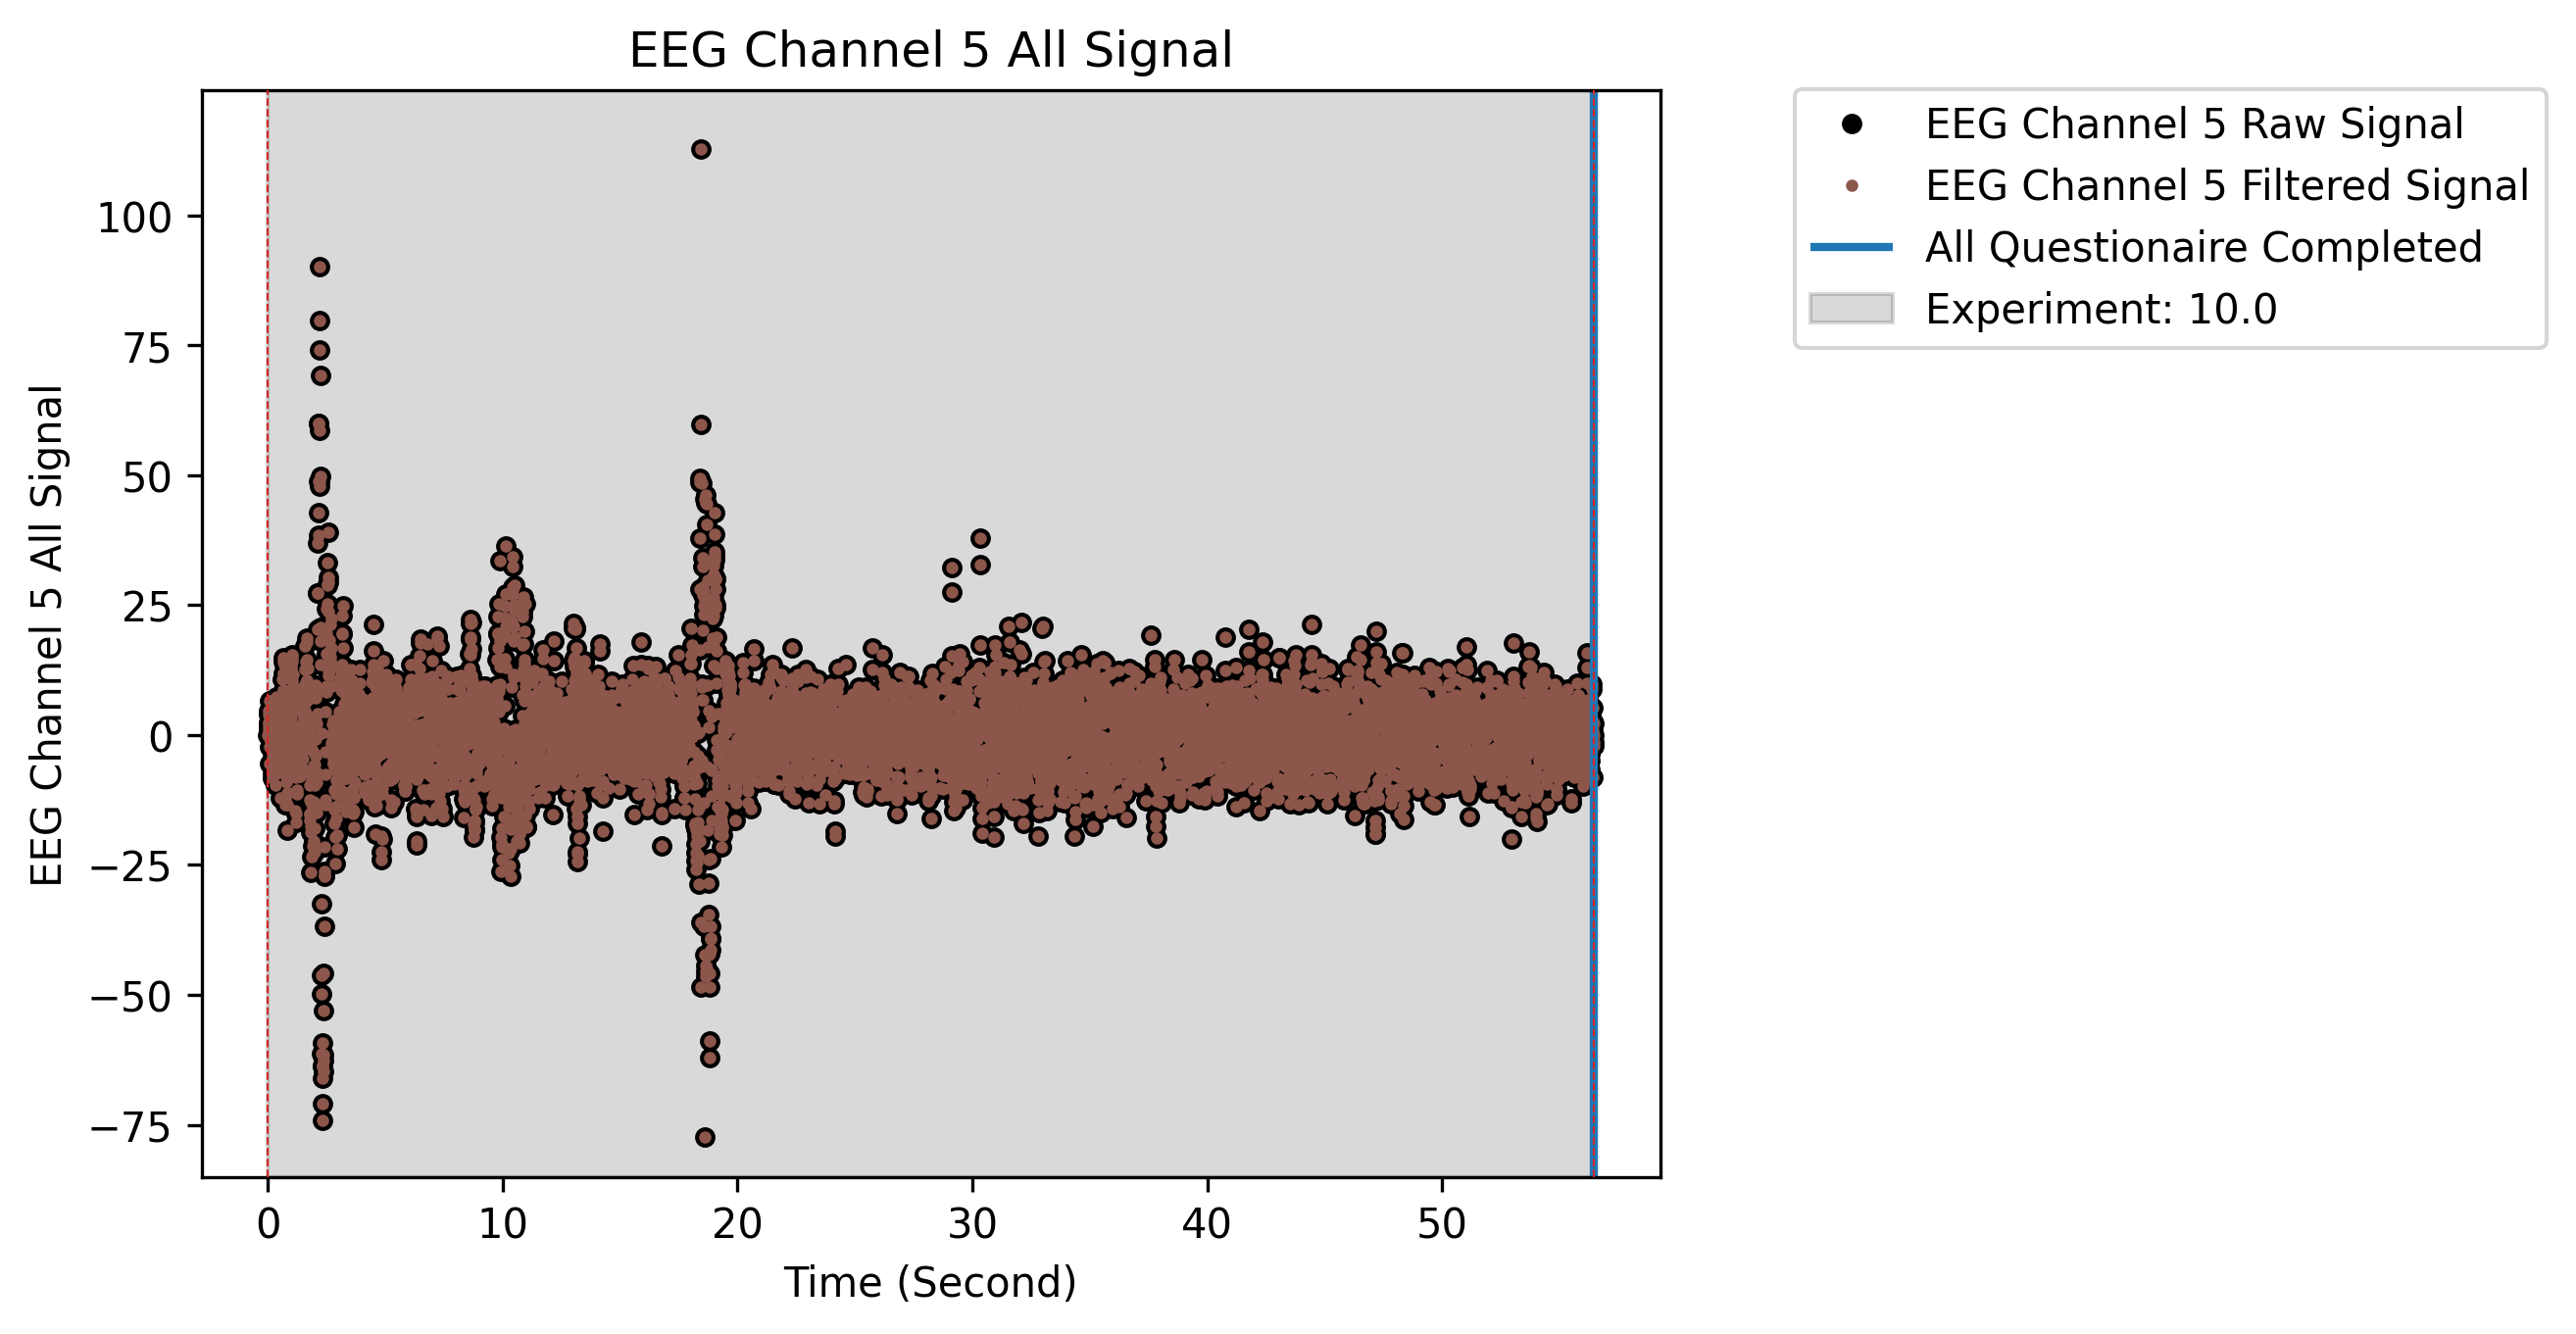 EEG Channel 5 All Signal
EEG Channel 5 Raw Signal
EEG Channel 5 Filtered Signal
All Questionaire Completed
Experiment: 10.0
EEG Channel 5 All Signal
100
75
50
25
0
−25
−50
−75
0 10 20 30 40 50
Time (Second)